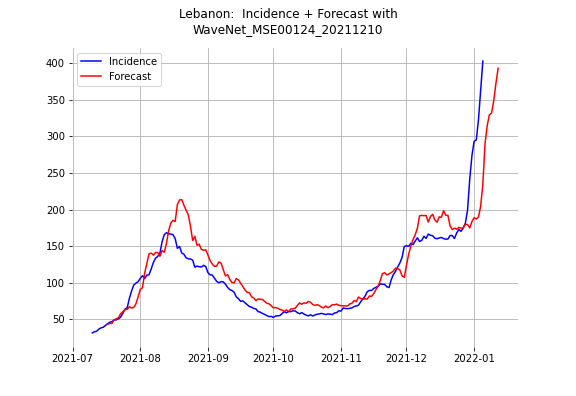 Lebanon:  Incidence + Forecast with
WaveNet_MSE00124_20211210
Incidence
Forecast
400
350
300
250
200
150
100
50
2021-07 2021-08 2021-09 2021-10 2021-11 2021-12 2022-01